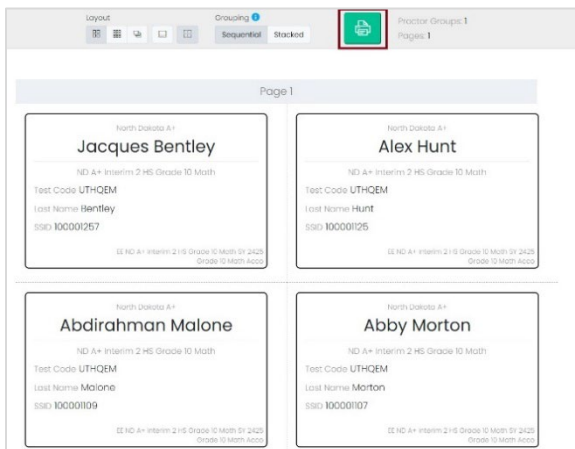 Layout
Grouping
Sequential Stacked
Proctor Groups: 1
Pages: 1
Page 1
North Dakota A+
Jacques Bentley
ND A+ Interim 2 HS Grade 10 Math
Test Code UTHQEM
Last Name Bentley
SSID 100001257
EE ND A+ Interim 2 HS Grade 10 Math SY 2425
Grade 10 Math Acco
North Dakota A+
Alex Hunt
ND A+ Interim 2 HS Grade 10 Math
Test Code UTHQEM
Last Name Hunt
SSID 100001125
EE ND A+ Interim 2 HS Grade 10 Math SY 2425
Grade 10 Math Acco
North Dakota A+
Abdirahman Malone
ND A+ Interim 2 HS Grade 10 Math
Test Code UTHQEM
Last Name Malone
SSID 100001109
EE ND A+ Interim 2 HS Grade 10 Math SY 2425
Grade 10 Math Acco
North Dakota A+
Abby Morton
ND A+ Interim 2 HS Grade 10 Math
Test Code UTHQEM
Last Name Morton
SSID 100001107
EE ND A+ Interim 2 HS Grade 10 Math SY 2425
Grade 10 Math Acco